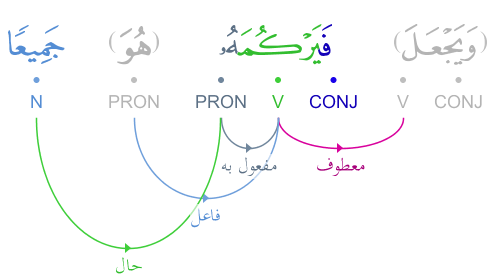 (وَيَجْعَلَ) فَيَرْكُمَهُۥ (هُوَ) جَمِيعًا
CONJ V CONJ V PRON PRON N
معطوف مفعول به
فاعل
حال